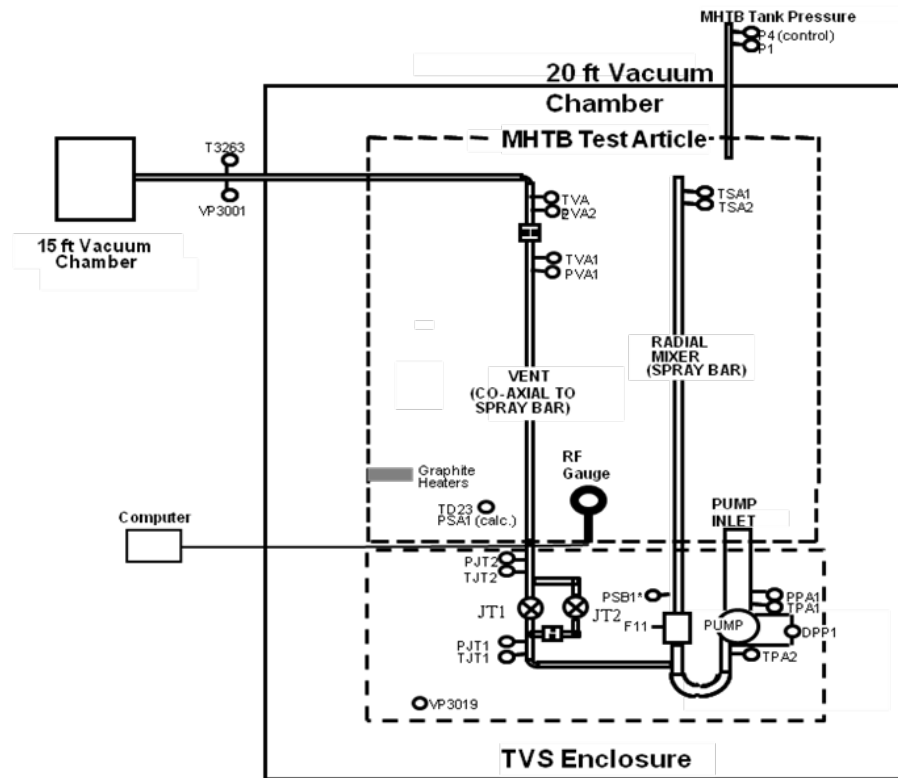 MHTB Tank Pressure
P4 (control)
P1
20 ft Vacuum
Chamber
MHTB Test Article
T3263
VP3001
15 ft Vacuum
Chamber
TVA
PVA2
TVA1
PVA1
TSA1
TSA2
RADIAL
MIXER
(SPRAY BAR)
VENT
(CO-AXIAL TO
SPRAY BAR)
RF
Gauge
Graphite
Heaters
TD23
PSA1 (calc.)
PUMP
INLET
Computer
PJT2
TJT2
JT1
JT2
PSB1*
F11
PUMP
PPA1
TPA1
DPP1
TPA2
PJT1
TJT1
VP3019
TVS Enclosure